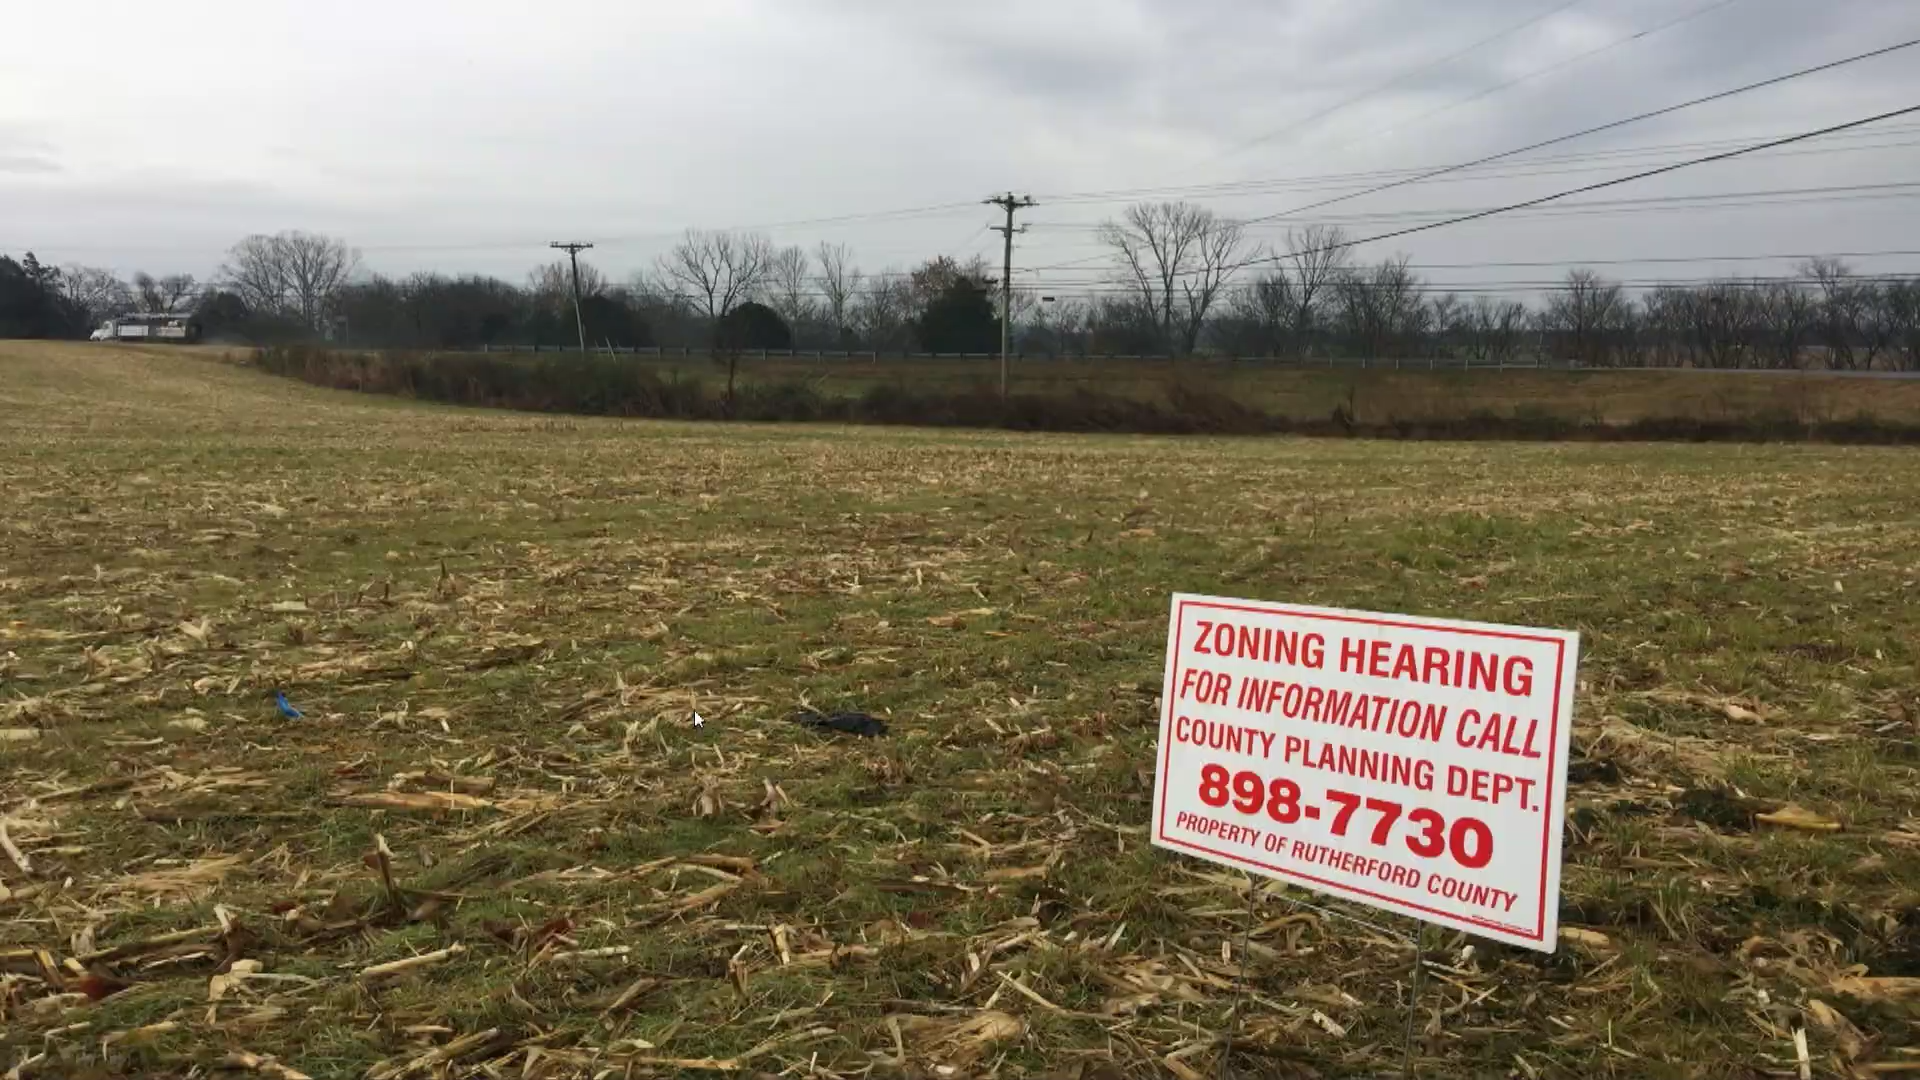 ZONING HEARING
FOR INFORMATION CALL
COUNTY PLANNING DEPT.
898-7730
PROPERTY OF RUTHERFORD COUNTY